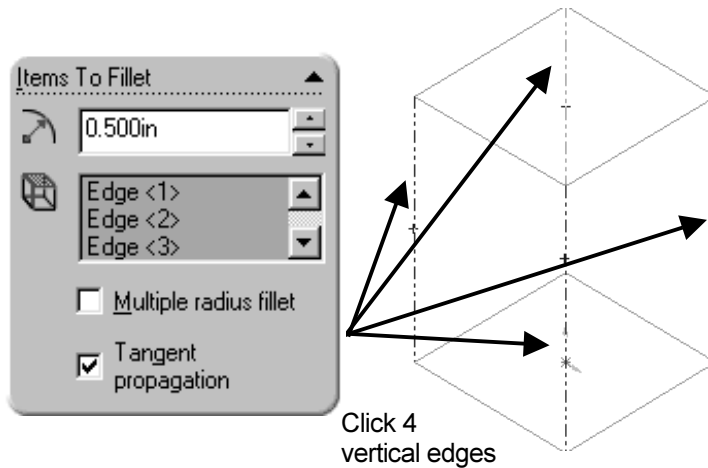 Items To Fillet
0.500in
Edge <1>
Edge <2>
Edge <3>
Multiple radius fillet
Tangent
propagation
Click 4
vertical edges